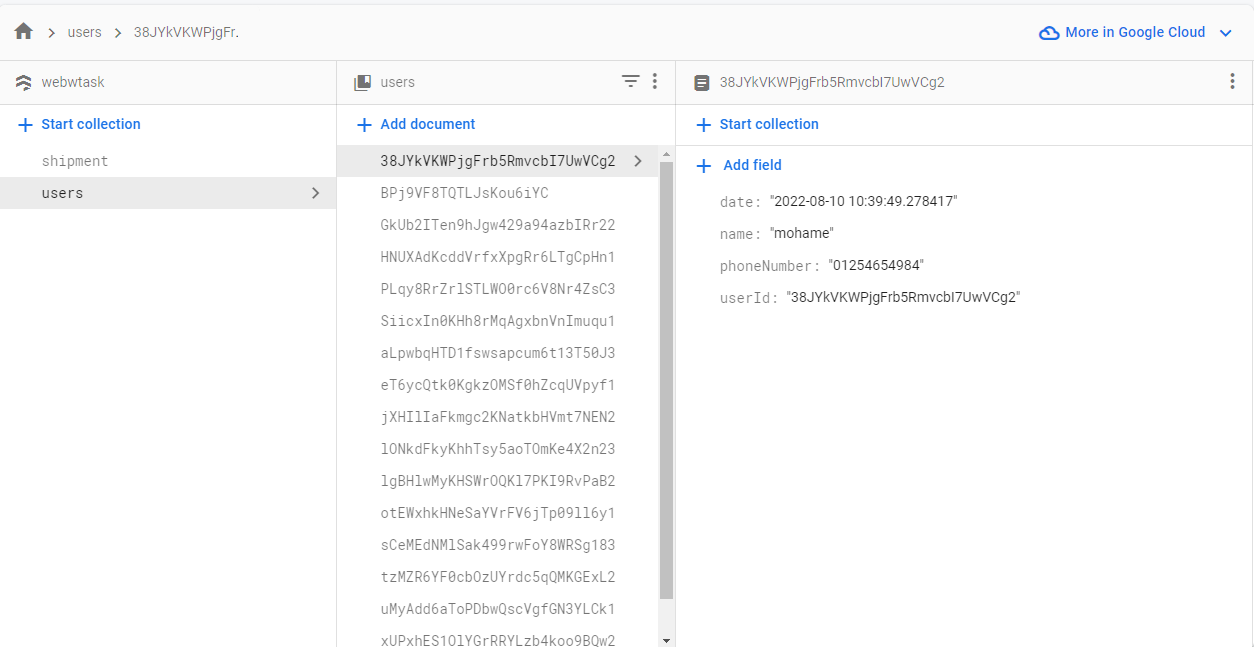 users
38JYkVKWPjgFr.
More in Google Cloud
webwtask
Start collection
shipment
users
users
Add document
38JYkVKWPjgFrb5RmvcbI7UwVCg2
BPj9VF8TQTLJsKou6iYC
GkUb2ITen9hJgw429a94azbIRr22
HNUXAdKcddVrfxXpgRr6LTgCpHn1
PLqy8RrZrlSTLWO0rc6V8Nr4ZsC3
SiicxIn0KHh8rMqAgxbnVnImuqu1
aLpwbqHTD1fswsapcum6t13T50J3
eT6ycQtk0KgkzOMSf0hZcqUVpyf1
jXHIlIaFkmgc2KNatkbHVmt7NEN2
lONkdFkyKhhTsy5aoTOmKe4X2n23
lgBHlwMyKHSWrOQKl7PKI9RvPaB2
otEWxhkHNeSaYVrFV6jTp09ll6y1
sCeMEdNMlSak499rwFoY8WRSg183
tzMZR6YF0cbOzUYrdc5qQMKGExL2
uMyAdd6aToPDbwQscVgfGN3YLCk1
xUPxhES1OlYGrRRYLzb4koo9BQw2
38JYkVKWPjgFrb5RmvcbI7UwVCg2
Start collection
Add field
date: "2022-08-10 10:39:49.278417"
name: "mohame"
phoneNumber: "01254654984"
userId: "38JYkVKWPjgFrb5RmvcbI7UwVCg2"